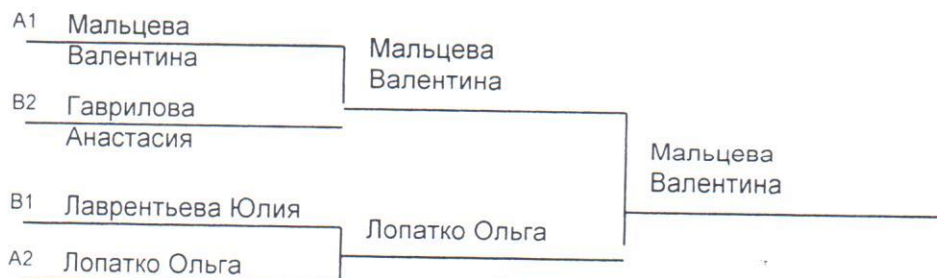 A1 Мальцева
Валентина
Мальцева
Валентина
B2 Гаврилова
Анастасия
Мальцева
Валентина
B1 Лаврентьева Юлия
Лопатко Ольга
A2 Лопатко Ольга